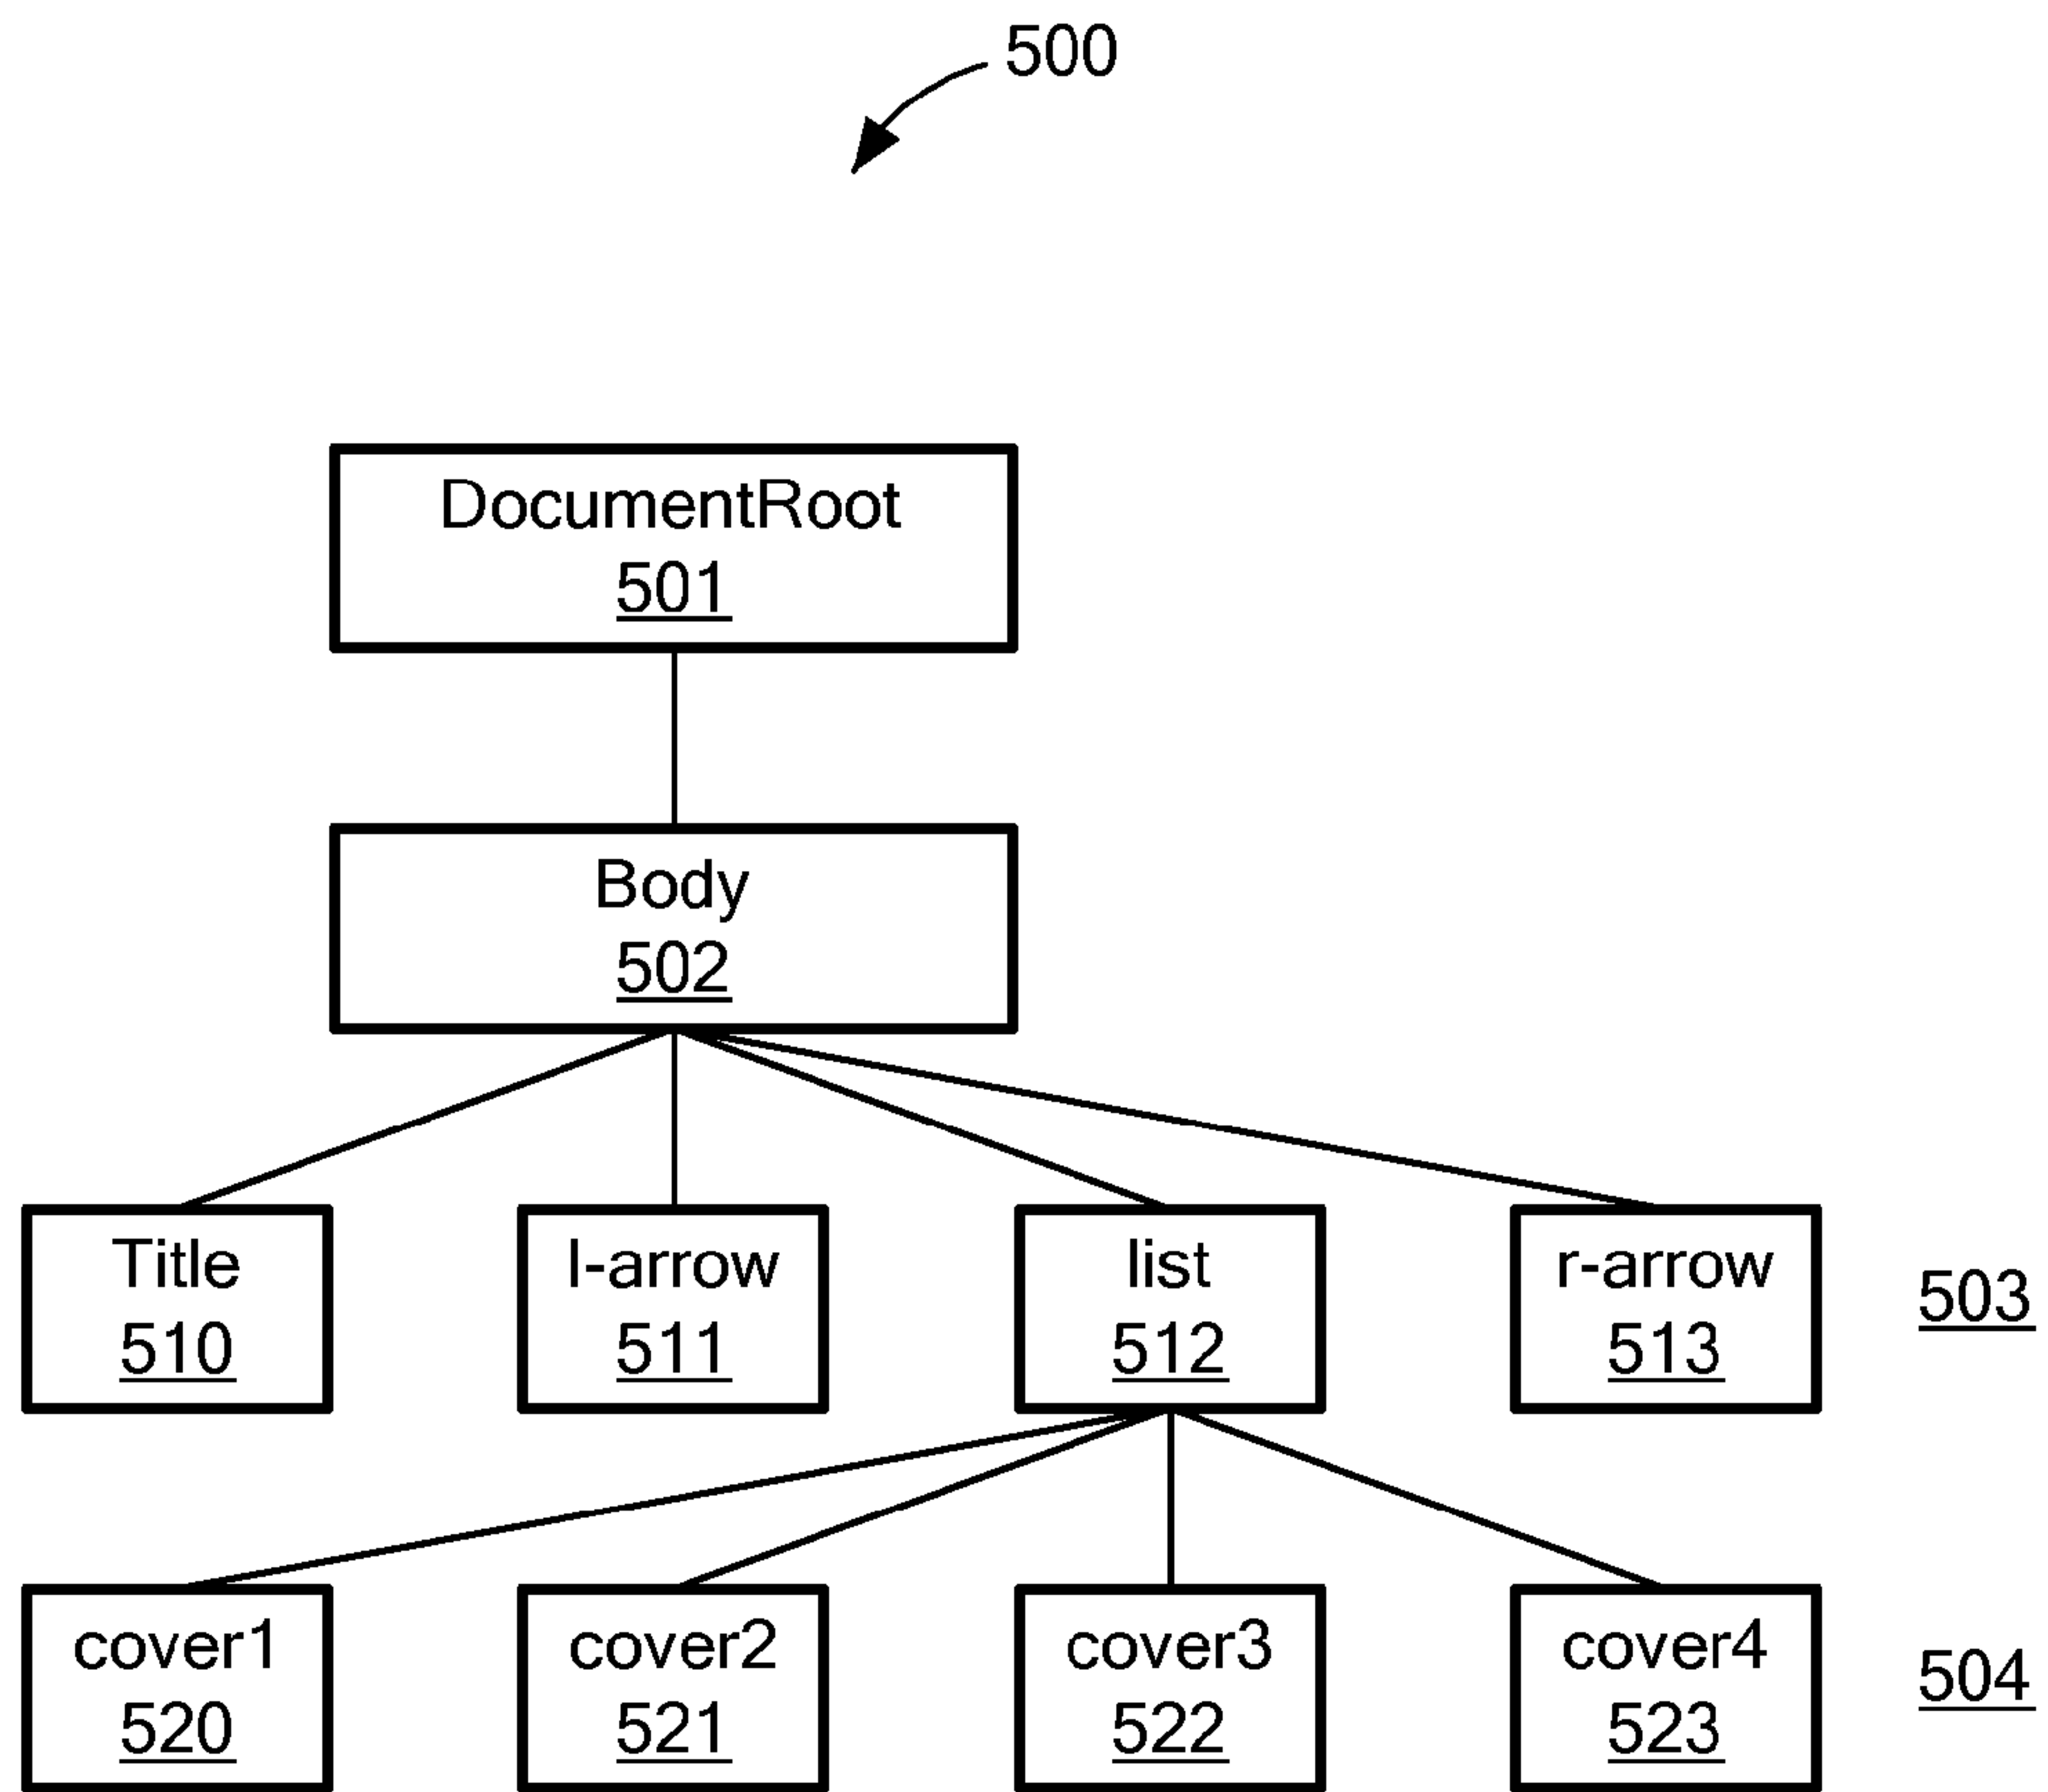 500
DocumentRoot
501
Body
502
Title
510
l-arrow
511
list
512
r-arrow
513
503
cover1
520
cover2
521
cover3
522
cover4
523
504